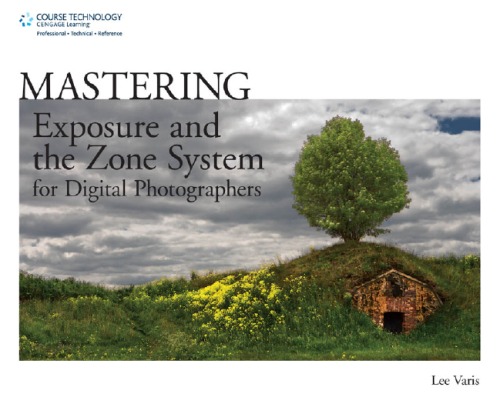 COURSE TECHNOLOGY
CENGAGE Learning
Professional • Technical • Reference
MASTERING
Exposure and
the Zone System
for Digital Photographers
Lee Varis